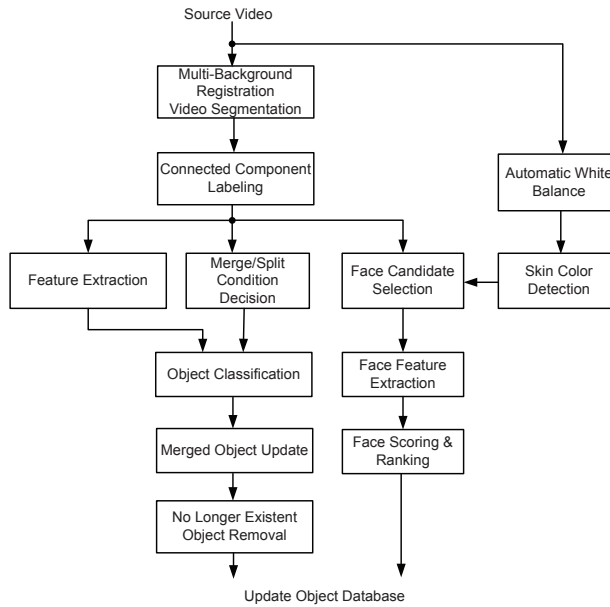 Source Video
Multi-Background
Registration
Video Segmentation
Connected Component
Labeling
Automatic White
Balance
Feature Extraction
Merge/Split
Condition
Decision
Face Candidate
Selection
Skin Color
Detection
Object Classification
Face Feature
Extraction
Merged Object Update
Face Scoring &
Ranking
No Longer Existent
Object Removal
Update Object Database